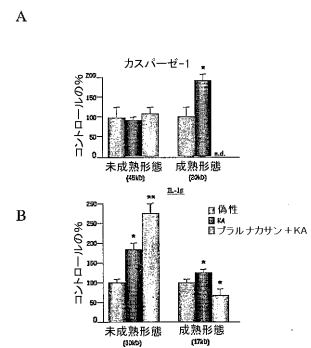 A
カスパーゼ-1
コントロールの%
200
150
100
50
0
*
n.d.
未成熟形態
(45kD)
成熟形態
(20kD)
B
IL-1β
コントロールの%
300
250
200
150
100
50
0
*
**
*
*
偽性
KA
プラルナカサン+KA
未成熟形態
成熟形態
(17kD)